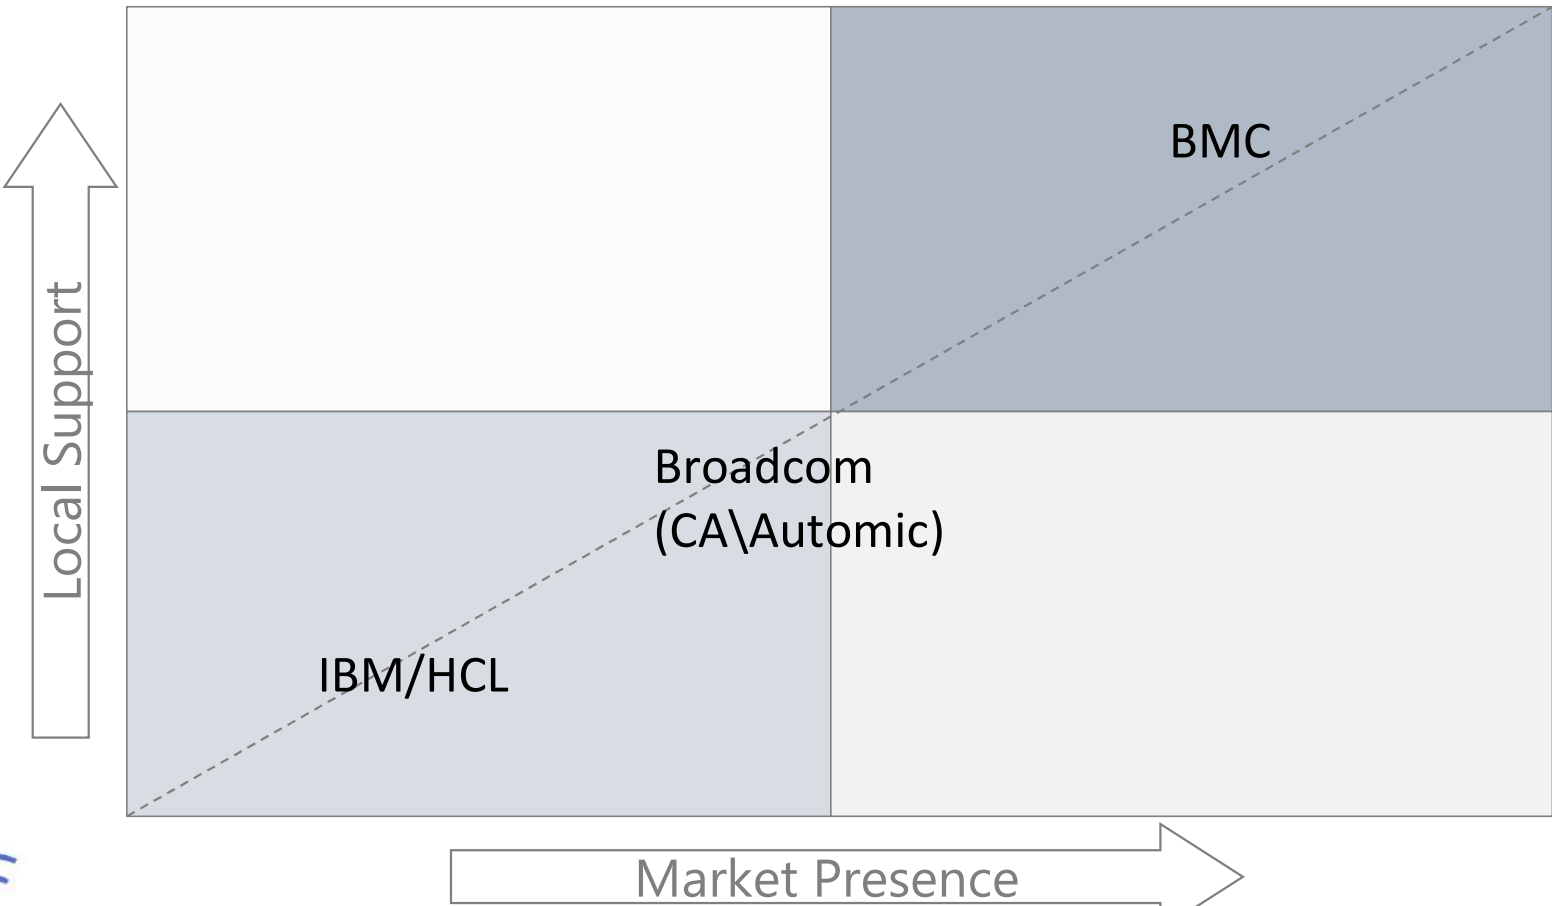 BMC
Local Support
Broadcom
(CA\Automic)
IBM/HCL
Market Presence